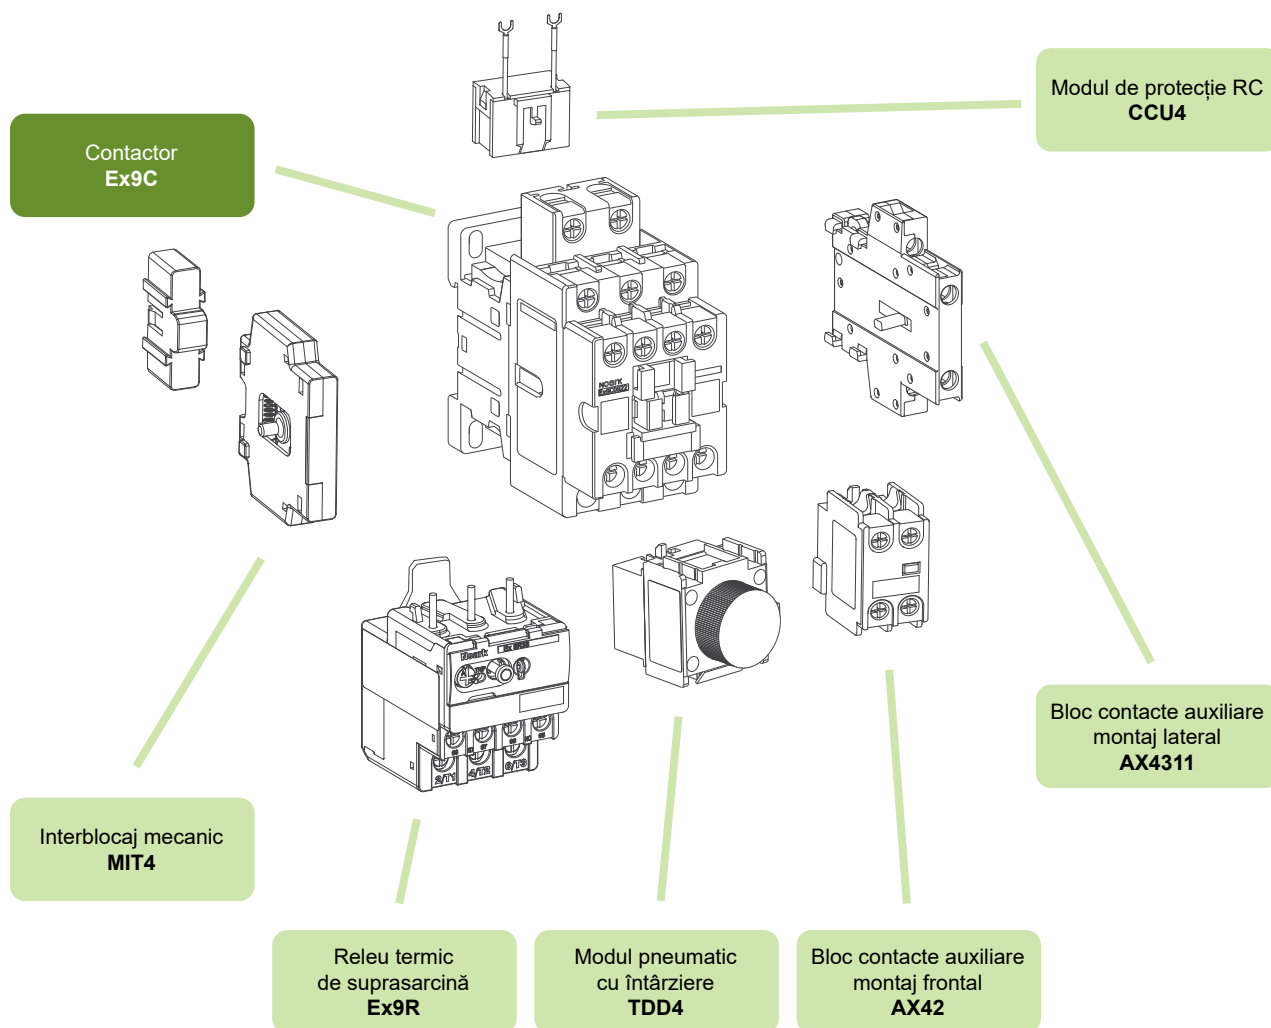 Modul de protecție RC
CCU4
Contactor
Ex9C
NOARK
Noark
2/T1 4/T2 6/T3
Bloc contacte auxiliare
montaj lateral
AX4311
Interblocaj mecanic
MIT4
Releu termic
de suprasarcină
Ex9R
Modul pneumatic
cu întârziere
TDD4
Bloc contacte auxiliare
montaj frontal
AX42